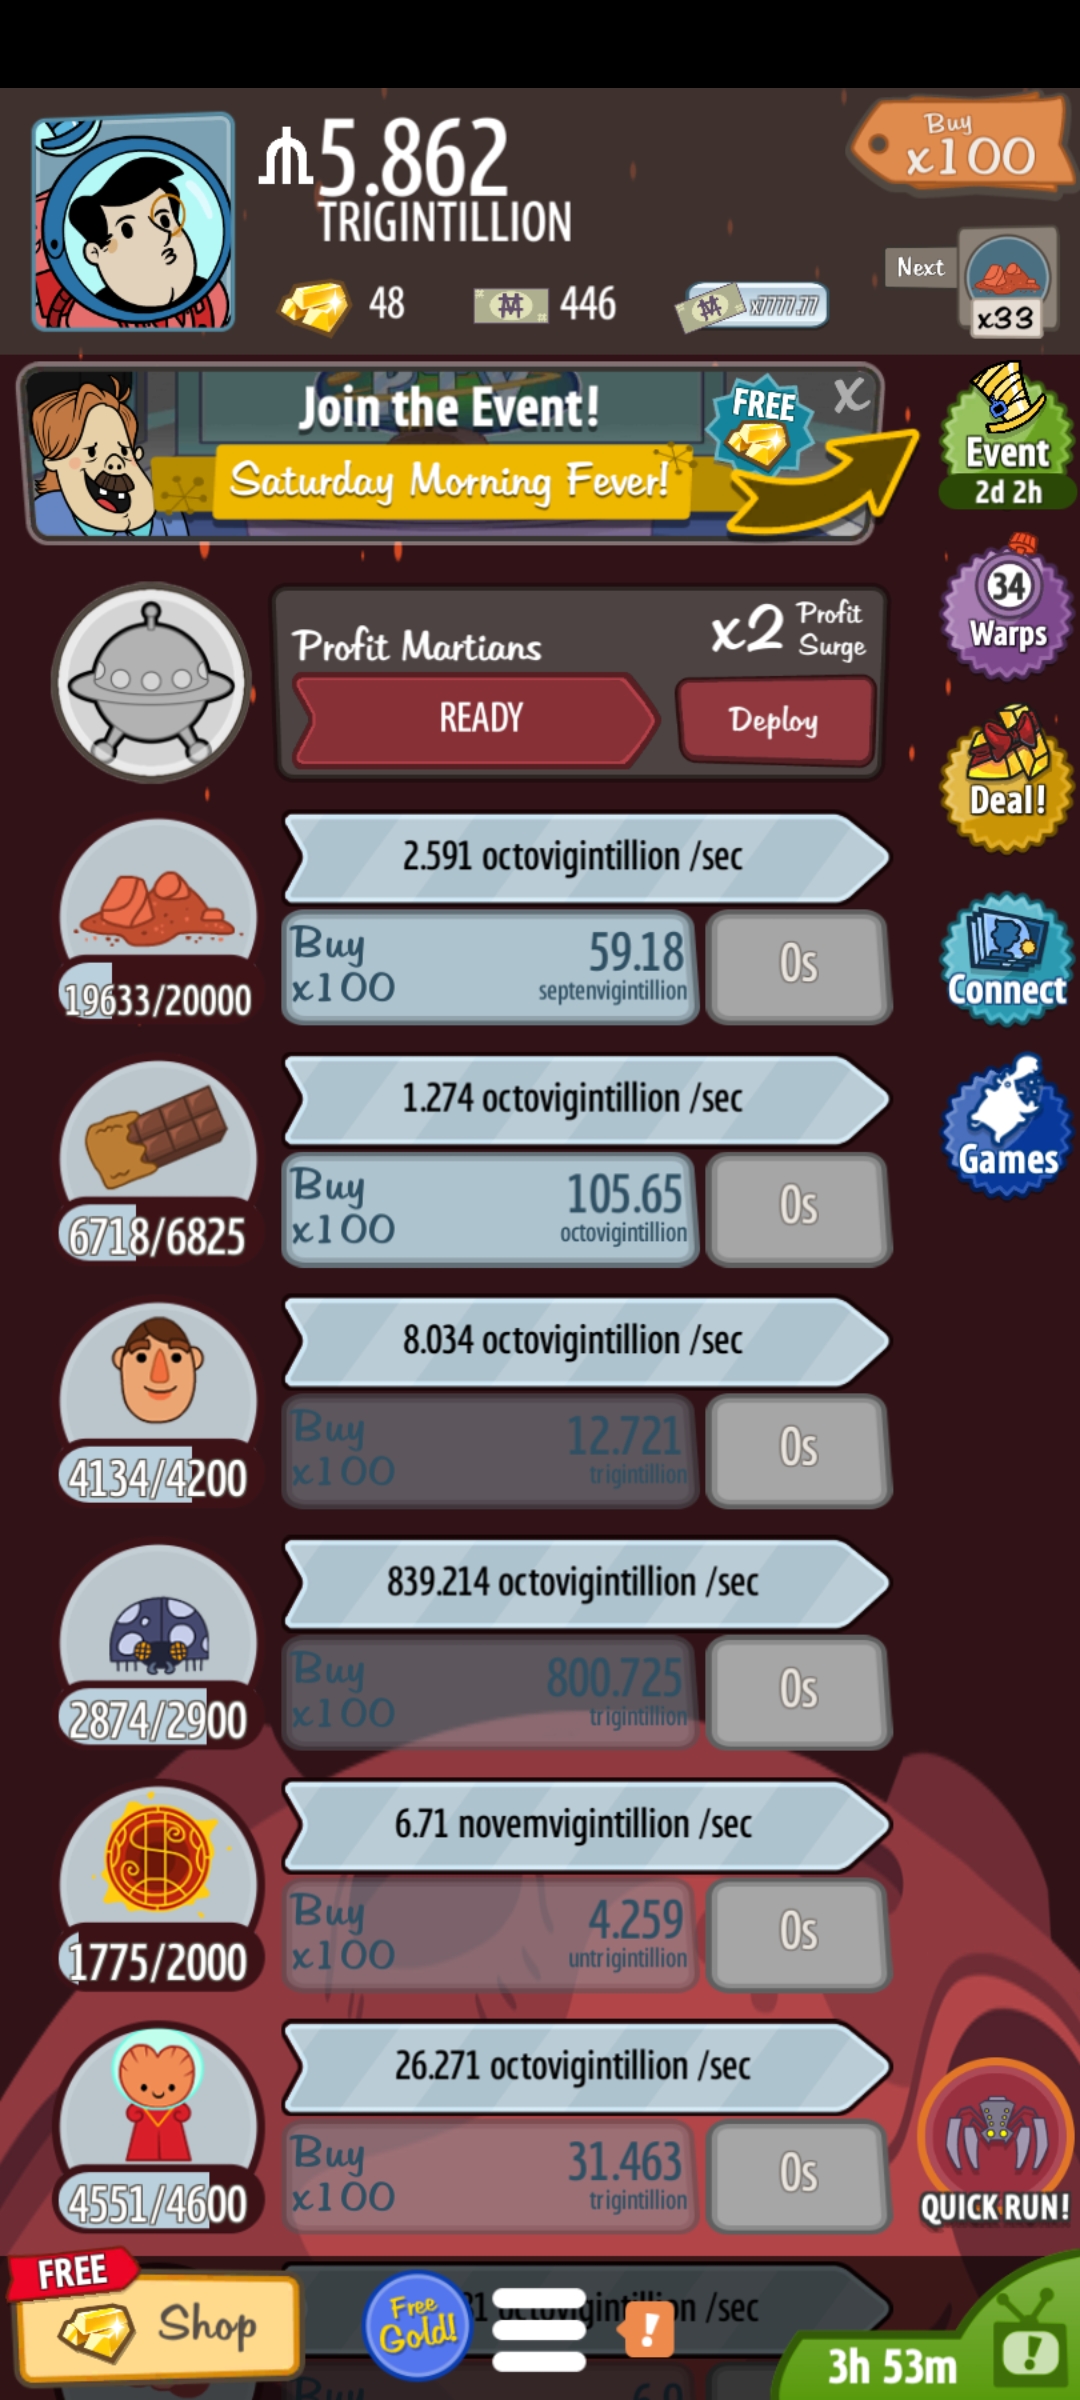 5.862
TRIGINTILLION
Buy
x100
48
446
x7777.77
Next
x33
Join the Event!
Saturday Morning Fever!
FREE
X
Event
2d 2h
34
Warps
Profit Martians
x2 Profit Surge
READY
Deploy
Deal!
2.591 octovigintillion /sec
19633/20000
Buy x100
59.18
septenvigintillion
0s
Connect
1.274 octovigintillion /sec
6718/6825
Buy x100
105.65
octovigintillion
0s
Games
8.034 octovigintillion /sec
4134/4200
Buy x100
12.721
trigintillion
0s
839.214 octovigintillion /sec
2874/2900
Buy x100
800.725
trigintillion
0s
6.71 novemvigintillion /sec
1775/2000
Buy x100
4.259
untrigintillion
0s
26.271 octovigintillion /sec
4551/4600
Buy x100
31.463
trigintillion
0s
QUICK RUN!
FREE
Shop
Free Gold!
!
/sec
3h 53m
!
Buy